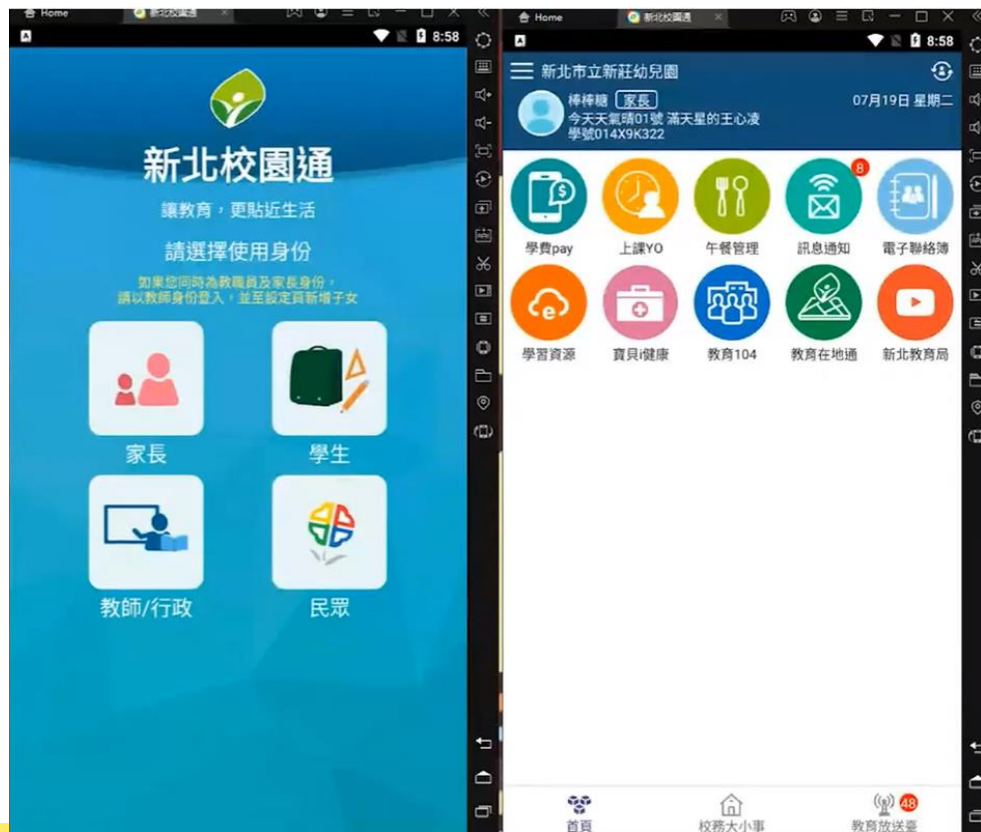 Home
新北校園通
8:58
新北校園通
讓教育，更貼近生活
請選擇使用身份
如果您同時為教職員及家長身份，
請以教師身份登入，並至設定頁新增子女
家長
學生
教師/行政
民眾
Home
新北校園通
8:58
新北市立新莊幼兒園
棒棒糖 家長
07月19日 星期二
今天天氣晴01號 滿天星的王心凌
學號014X9K322
8
學費pay
上課YO
午餐管理
訊息通知
電子聯絡簿
學習資源
寶貝i健康
教育104
教育在地通
新北教育局
首頁
校務大小事
48
教育放送臺